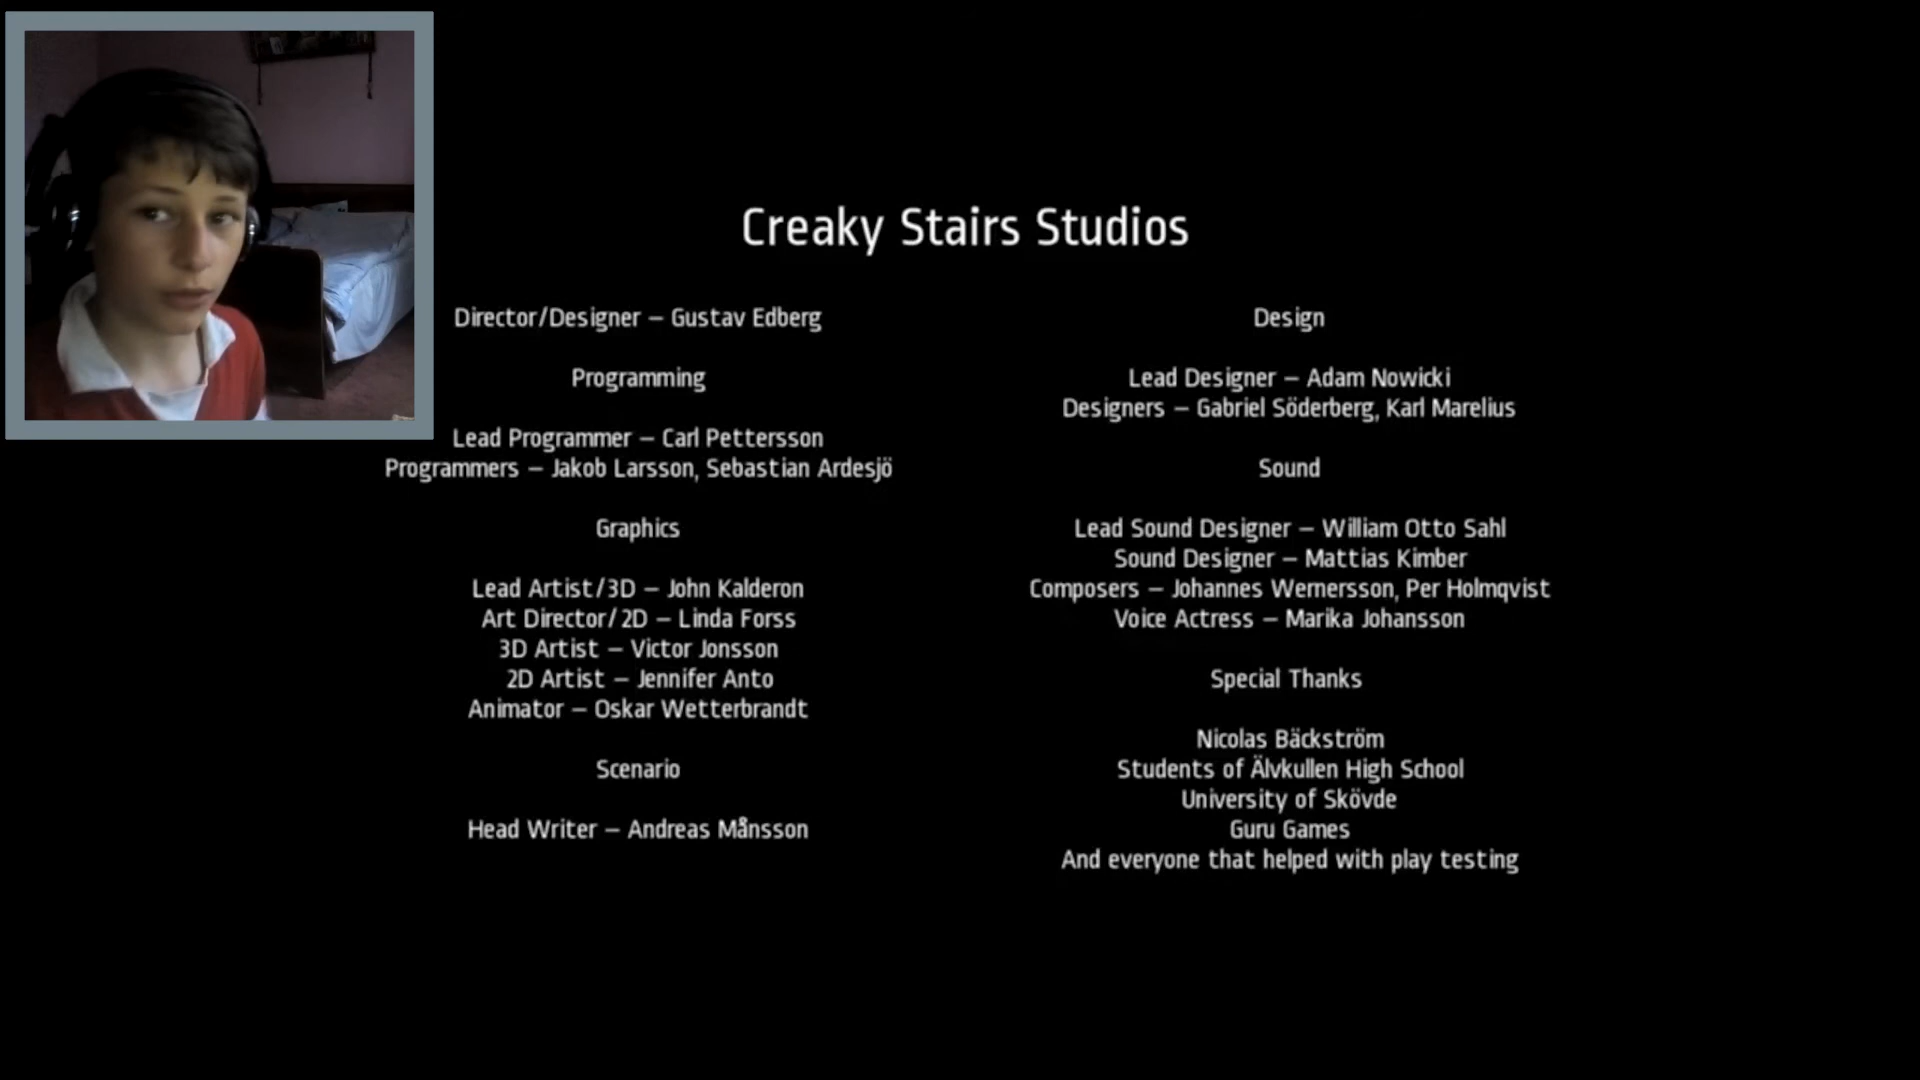 Creaky Stairs Studios
Director/Designer – Gustav Edberg
Programming
Lead Programmer – Carl Pettersson
Programmers – Jakob Larsson, Sebastian Ardesjö
Graphics
Lead Artist/3D – John Kalderon
Art Director/2D – Linda Forss
3D Artist – Victor Jonsson
2D Artist – Jennifer Anto
Animator – Oskar Wetterbrandt
Scenario
Head Writer – Andreas Månsson
Design
Lead Designer – Adam Nowicki
Designers – Gabriel Söderberg, Karl Marelius
Sound
Lead Sound Designer – William Otto Sahl
Sound Designer – Mattias Kimber
Composers – Johannes Wernersson, Per Holmqvist
Voice Actress – Marika Johansson
Special Thanks
Nicolas Bäckström
Students of Älvkullen High School
University of Skövde
Guru Games
And everyone that helped with play testing